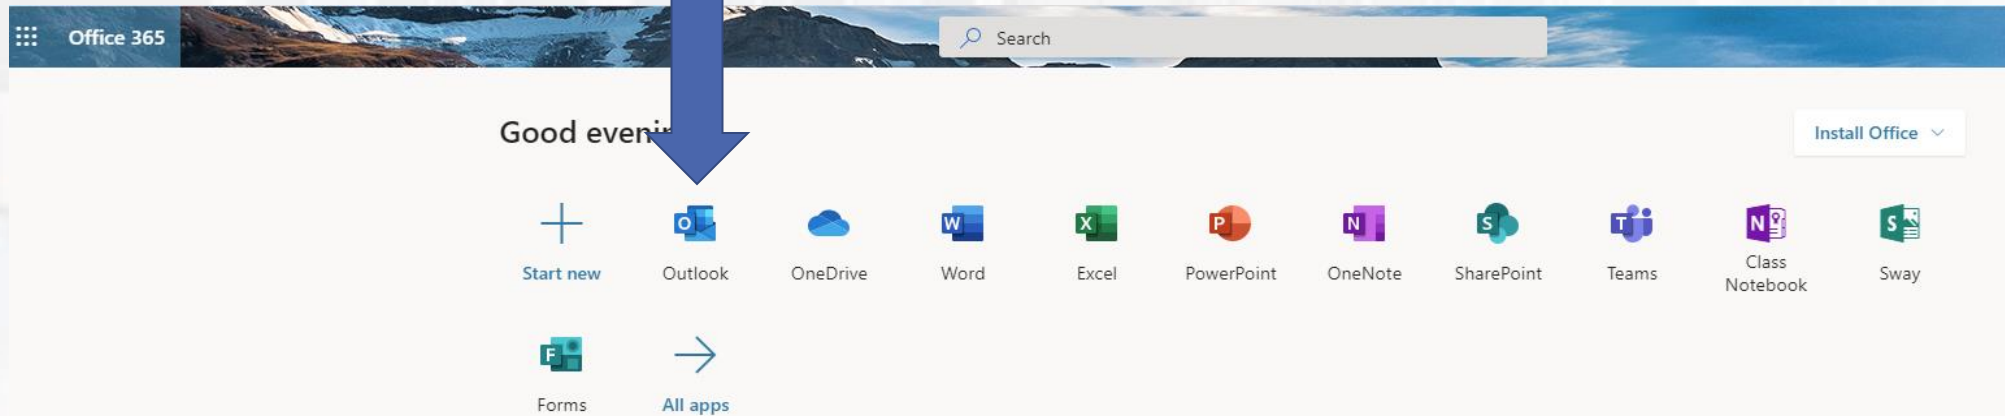 Office 365
Search
Good eveni
Install Office
Start new
Outlook
OneDrive
Word
Excel
PowerPoint
OneNote
SharePoint
Teams
Class
Notebook
Sway
Forms
All apps